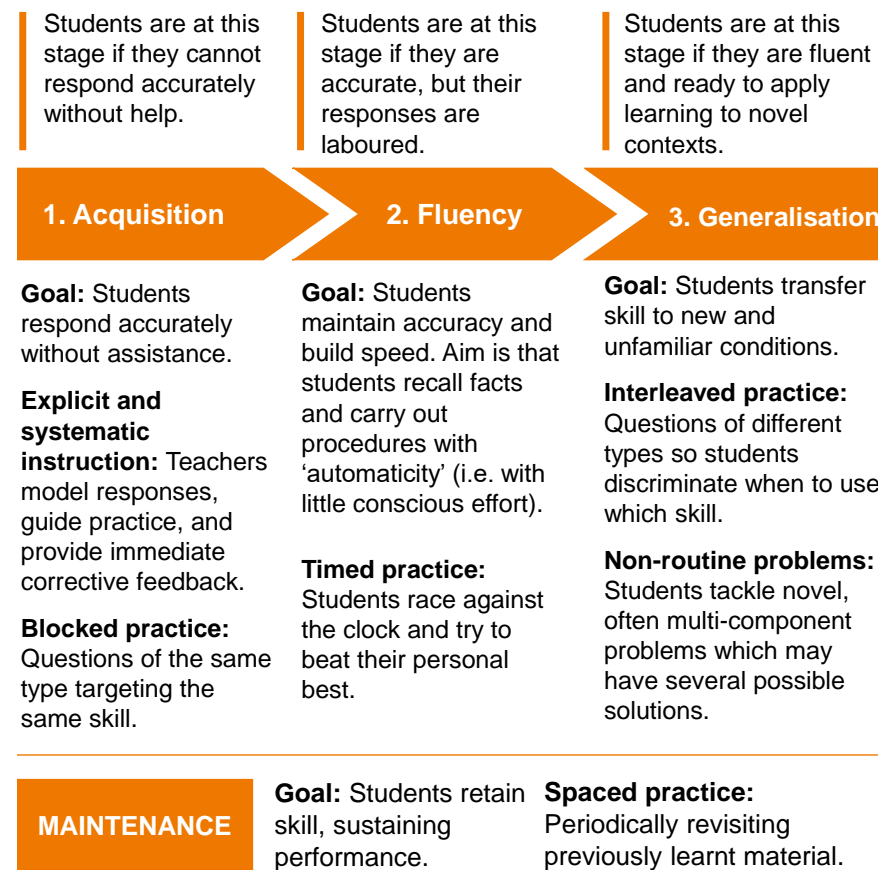 Students are at this
stage if they cannot
respond accurately
without help.
Students are at this
stage if they are
accurate, but their
responses are
laboured.
Students are at this
stage if they are fluent
and ready to apply
learning to novel
contexts.
1. Acquisition
2. Fluency
3. Generalisation
Goal: Students
respond accurately
without assistance.
Explicit and
systematic
instruction: Teachers
model responses,
guide practice, and
provide immediate
corrective feedback.
Blocked practice:
Questions of the same
type targeting the
same skill.
Goal: Students
maintain accuracy and
build speed. Aim is that
students recall facts
and carry out
procedures with
‘automaticity’ (i.e. with
little conscious effort).
Timed practice:
Students race against
the clock and try to
beat their personal
best.
Goal: Students transfer
skill to new and
unfamiliar conditions.
Interleaved practice:
Questions of different
types so students
discriminate when to use
which skill.
Non-routine problems:
Students tackle novel,
often multi-component
problems which may
have several possible
solutions.
MAINTENANCE
Goal: Students retain
skill, sustaining
performance.
Spaced practice:
Periodically revisiting
previously learnt material.